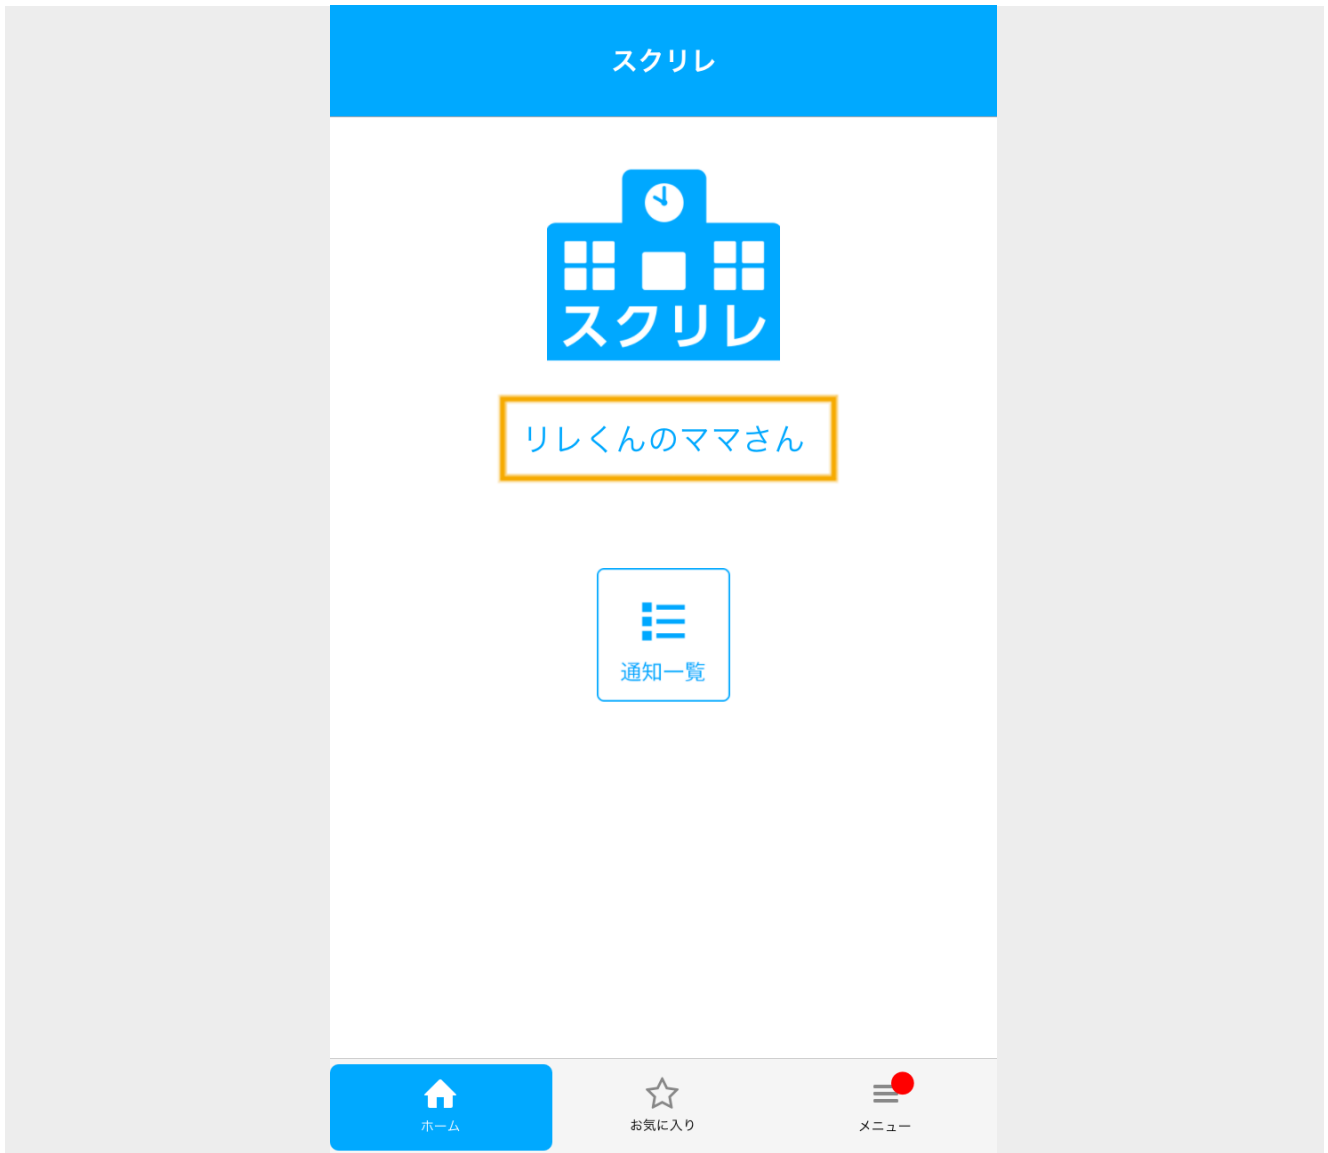 スクリレ
スクリレ
リレくんのママさん
通知一覧
ホーム
お気に入り
メニュー